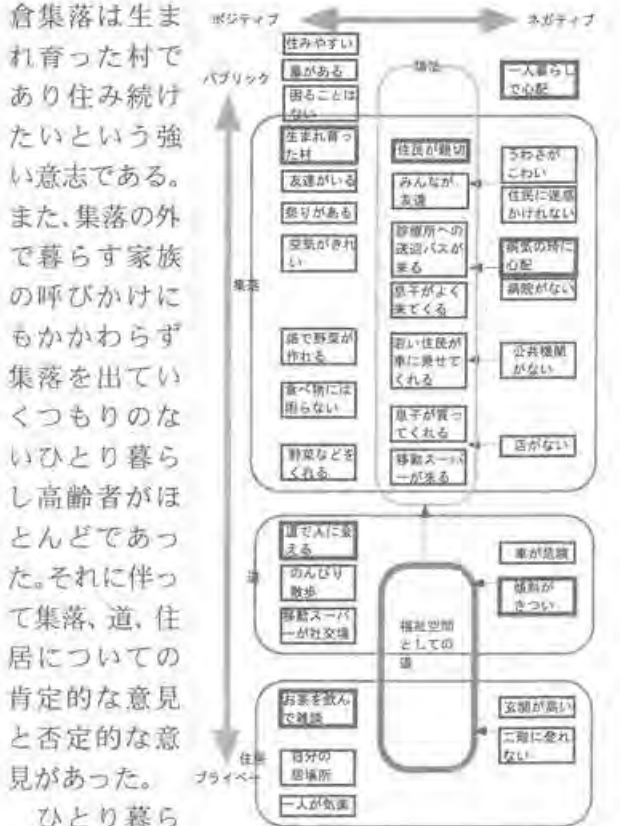 倉集落は生ま
れ育った村で
あり住み続け
たいという強
い意志である。
また、集落の外
で暮らす家族
の呼びかけに
もかかわらず
集落を出てい
くつもりのな
いひとり暮ら
し高齢者がほ
とんどであっ
た。それに伴っ
て集落、道、住
居についての
肯定的な意見
と否定的な意
見があった。
ひとり暮ら
ポジティブ
ネガティブ
パブリック
住みやすい
墓がある
困ることは
ない
生まれ育っ
た村
友達がいる
祭りがある
空気がきれ
い
集落
畑で野菜が
作れる
食べ物には
困らない
野菜などを
くれる
住民が親切
みんなが
友達
診療所への
送迎バスが
来る
息子がよく
来てくる
若い住民が
車に乗せて
くれる
息子が買っ
てくれる
移動スーパ
ーが来る
一人暮らし
で心配
うわさが
こわい
住民に迷惑
かけれない
病気の時に
心配
病院がない
公共機関
がない
店がない
道
道で人に会
える
のんびり
散歩
移動スーパ
ーが社交場
福祉空間
としての
道
車が危険
傾斜が
きつい
お茶を飲ん
で雑談
住居
自分の
居場所
プライベー
一人が気楽
玄関が高い
二階に登れ
ない